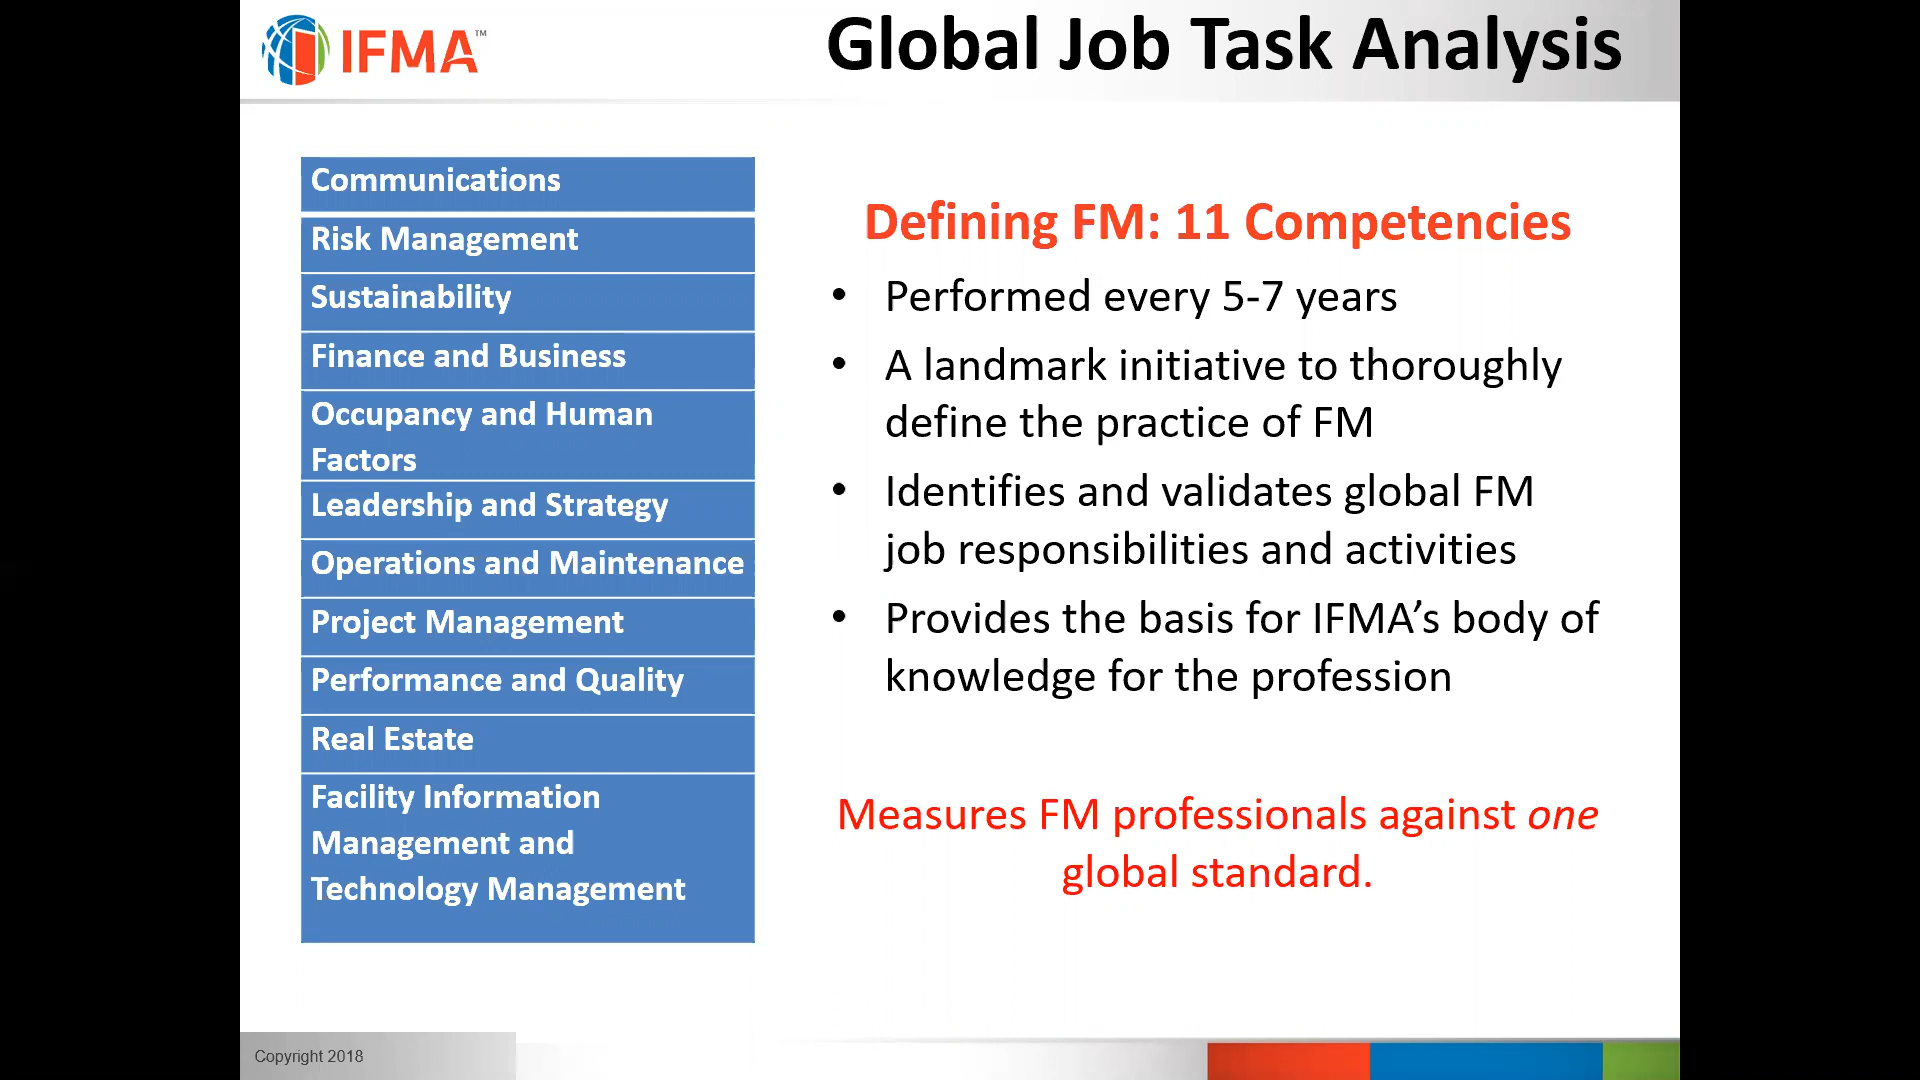 IFMA™
Global Job Task Analysis
Communications
Risk Management
Sustainability
Finance and Business
Occupancy and Human
Factors
Leadership and Strategy
Operations and Maintenance
Project Management
Performance and Quality
Real Estate
Facility Information
Management and
Technology Management
Defining FM: 11 Competencies
• Performed every 5-7 years
• A landmark initiative to thoroughly
define the practice of FM
• Identifies and validates global FM
job responsibilities and activities
• Provides the basis for IFMA’s body of
knowledge for the profession
Measures FM professionals against one
global standard.
Copyright 2018